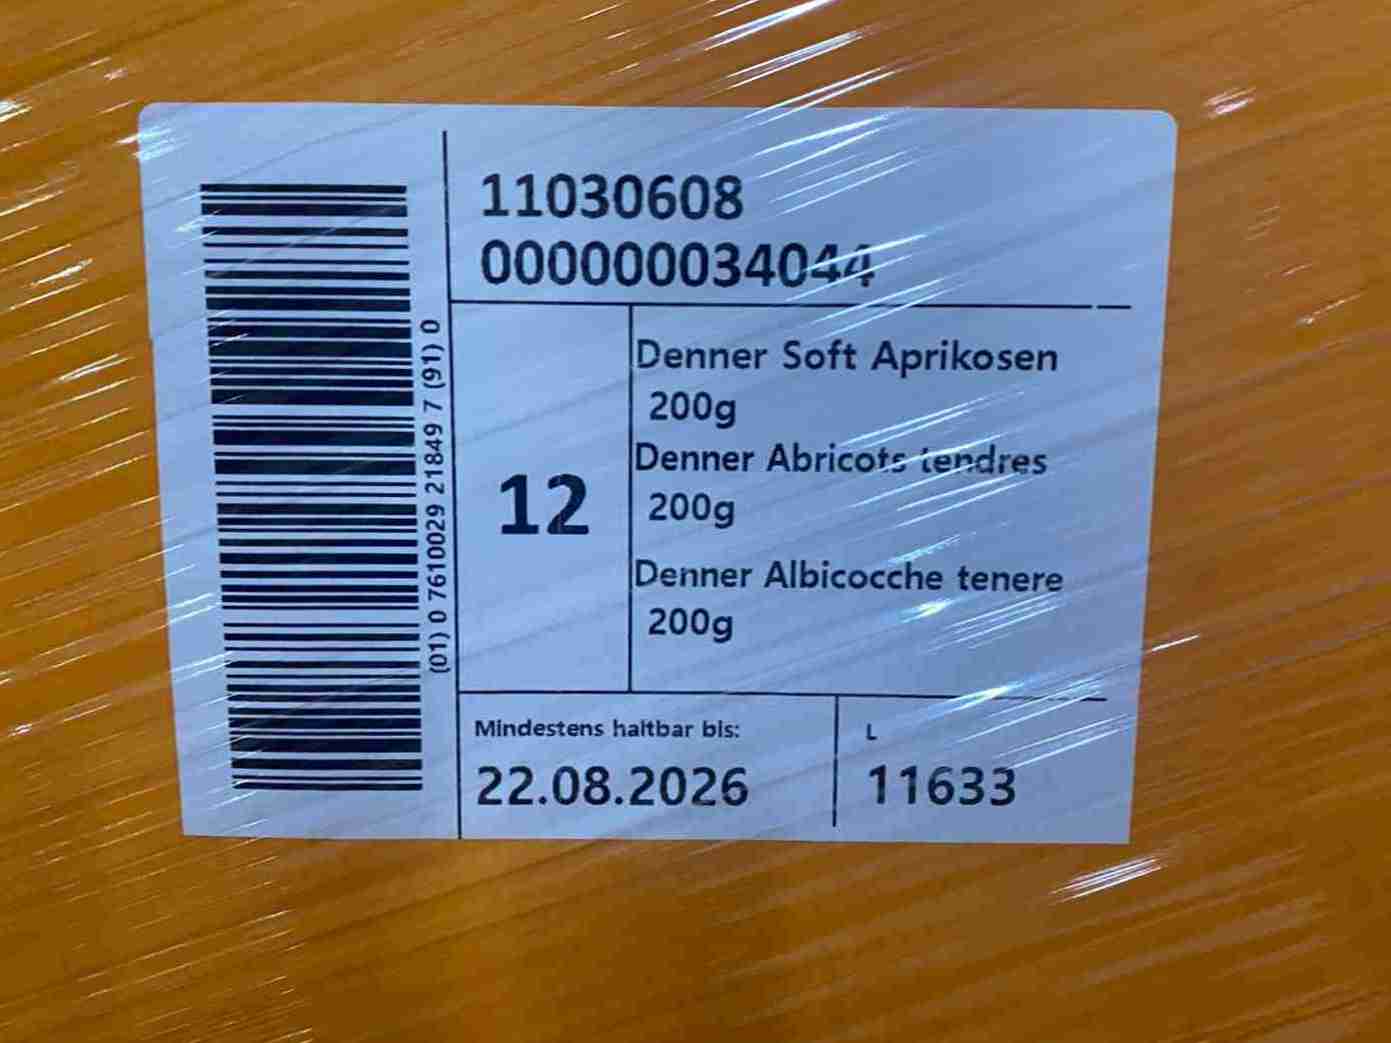 11030608
000000034044
(01) 0 7610029 21849 7 (91) 0
12
Denner Soft Aprikosen
200g
Denner Abricots tendres
200g
Denner Albicocche tenere
200g
Mindestens haltbar bis:
22.08.2026
L
11633